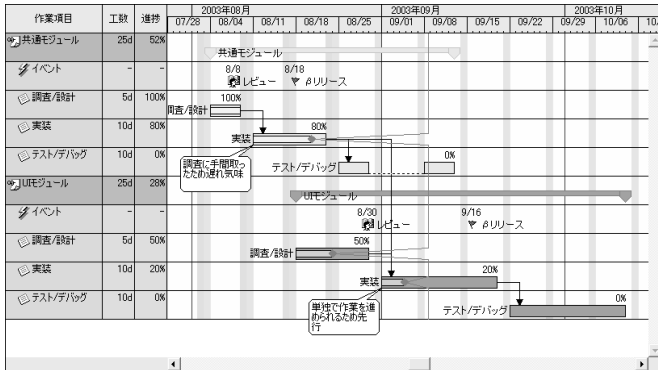 作業項目 工数 進捗 2003年08月 2003年09月 2003年10月
07/28 08/04 08/11 08/18 08/25 09/01 09/08 09/15 09/22 09/29 10/06 10/
共通モジュール 25d 52% 共通モジュール
イベント - - 8/8 8/18
レビュー βリリース
調査/設計 5d 100% 100%
調査/設計
実装 10d 80% 80%
実装
テスト/デバッグ 10d 0% 0%
テスト/デバッグ
調査に手間取っ
たため遅れ気味
UIモジュール 25d 28% UIモジュール
イベント - - 8/30 9/16
レビュー βリリース
調査/設計 5d 50% 50%
調査/設計
実装 10d 20% 20%
実装
単独で作業を進
められるため先
行
テスト/デバッグ 10d 0% 0%
テスト/デバッグ